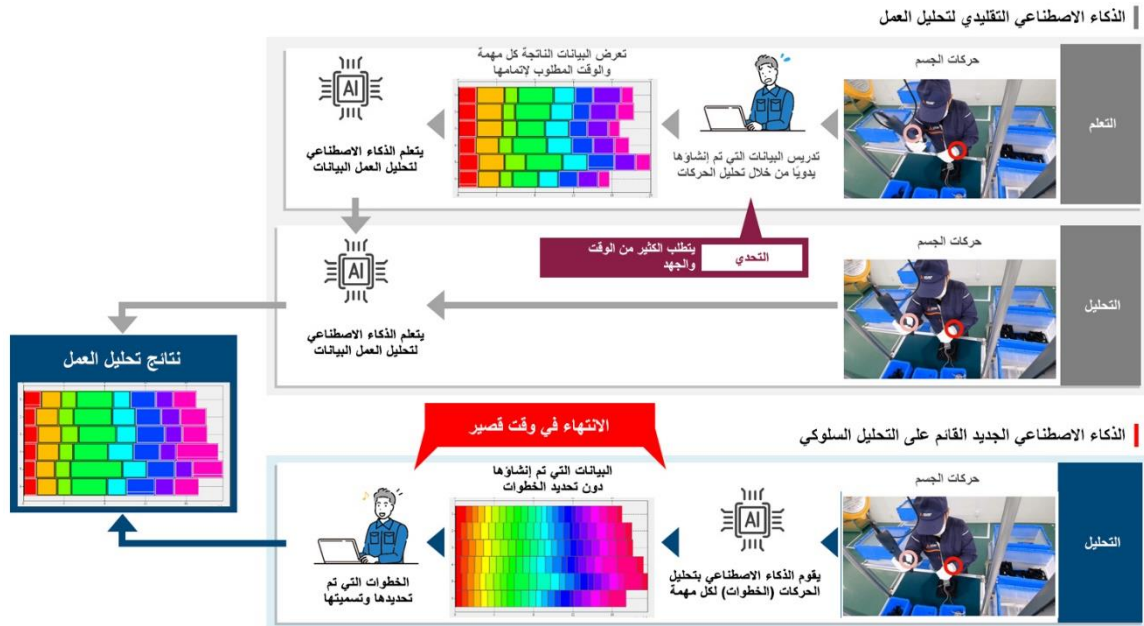 الذكاء الاصطناعي التقليدي لتحليل العمل
التعلم
حركات الجسم
تدريس البيانات التي تم إنشاؤها
يدويًا من خلال تحليل الحركات
تعرض البيانات الناتجة كل مهمة
والوقت المطلوب لإتمامها
AI
يتعلم الذكاء الاصطناعي
لتحليل العمل البيانات
التحدي
يتطلب الكثير من الوقت
والجهد
التحليل
حركات الجسم
AI
يتعلم الذكاء الاصطناعي
لتحليل العمل البيانات
نتائج تحليل العمل
الذكاء الاصطناعي الجديد القائم على التحليل السلوكي
الانتهاء في وقت قصير
التحليل
حركات الجسم
AI
يقوم الذكاء الاصطناعي بتحليل
الحركات (الخطوات) لكل مهمة
البيانات التي تم إنشاؤها
دون تحديد الخطوات
الخطوات التي تم
تحديدها وتسميتها